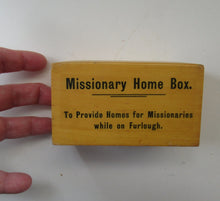 Missionary Home Box.
To Provide Homes for Missionaries
while on Furlough.